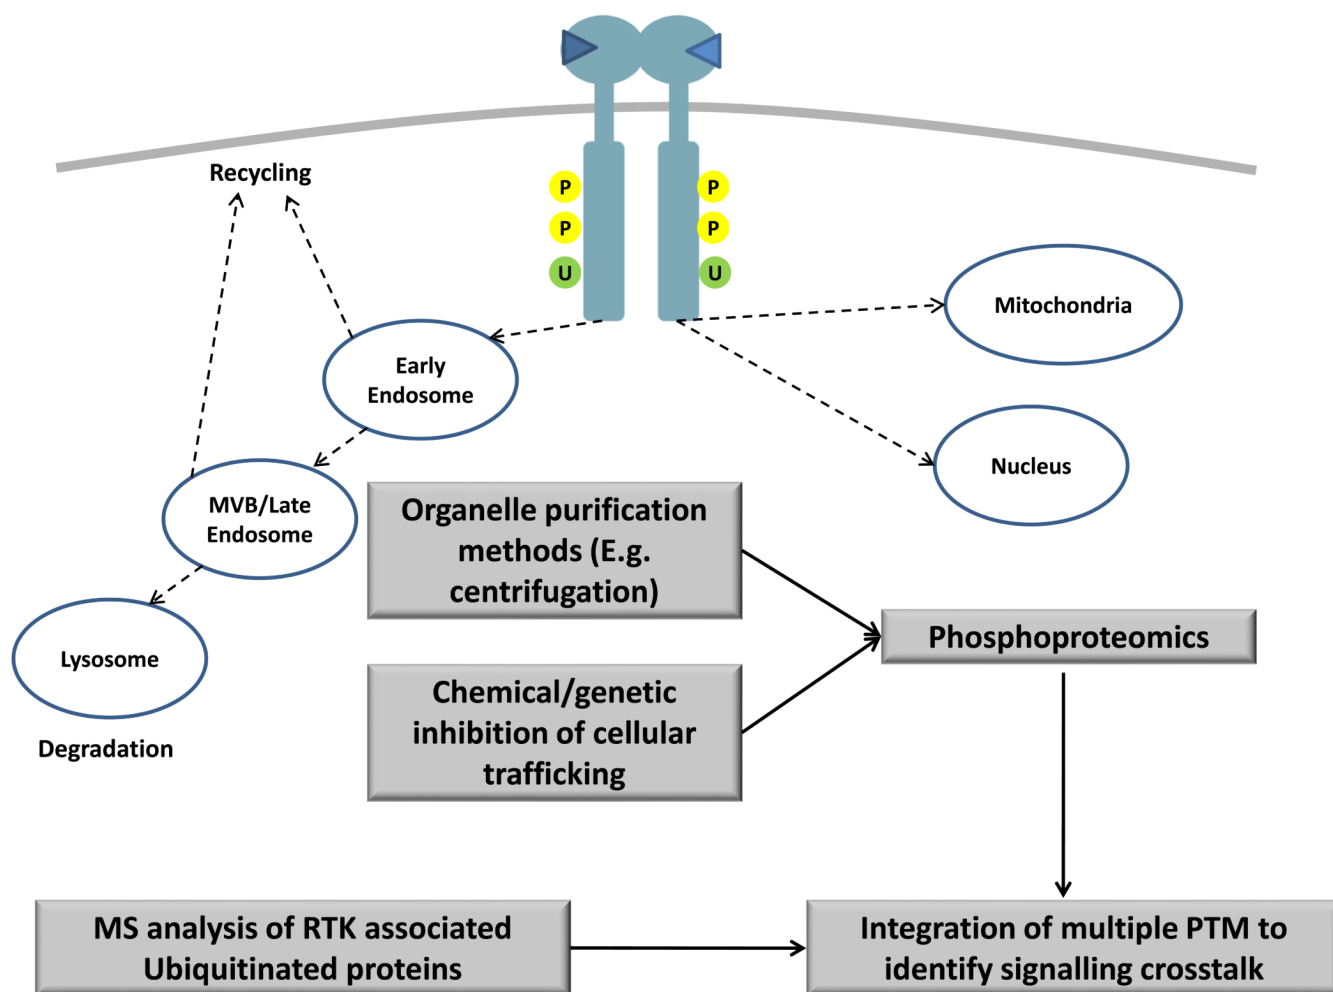 Recycling
P
P
P
P
U
U
Mitochondria
Early
Endosome
Nucleus
MVB/Late
Endosome
Organelle purification
methods (E.g.
centrifugation)
Phosphoproteomics
Lysosome
Chemical/genetic
inhibition of cellular
trafficking
Degradation
MS analysis of RTK associated
Ubiquitinated proteins
Integration of multiple PTM to
identify signalling crosstalk